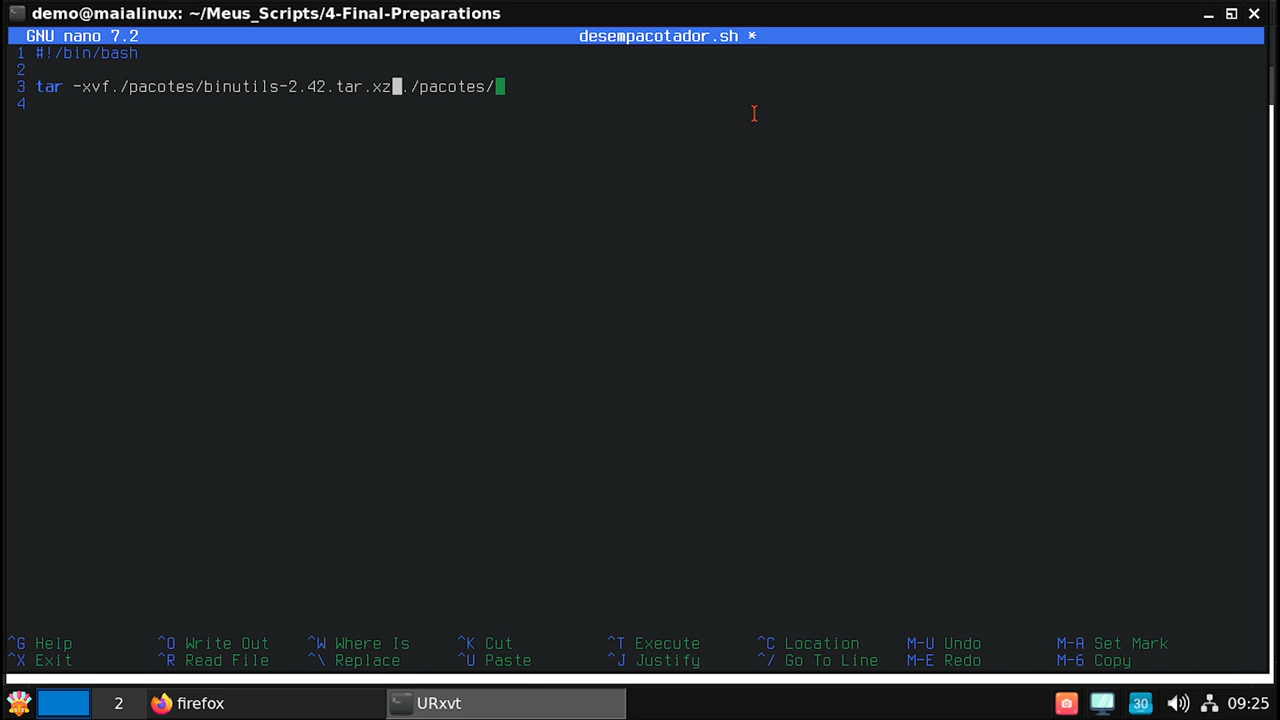 demo@maialinux: ~/Meus_Scripts/4-Final-Preparations
GNU nano 7.2 desempacotador.sh *
1 #!/bin/bash
2
3 tar -xvf./pacotes/binutils-2.42.tar.xz ./pacotes/
4
^G Help ^O Write Out ^W Where Is ^K Cut ^T Execute ^C Location M-U Undo M-A Set Mark
^X Exit ^R Read File ^\ Replace ^U Paste ^J Justify ^/ Go To Line M-E Redo M-6 Copy
2 firefox URxvt 30 09:25